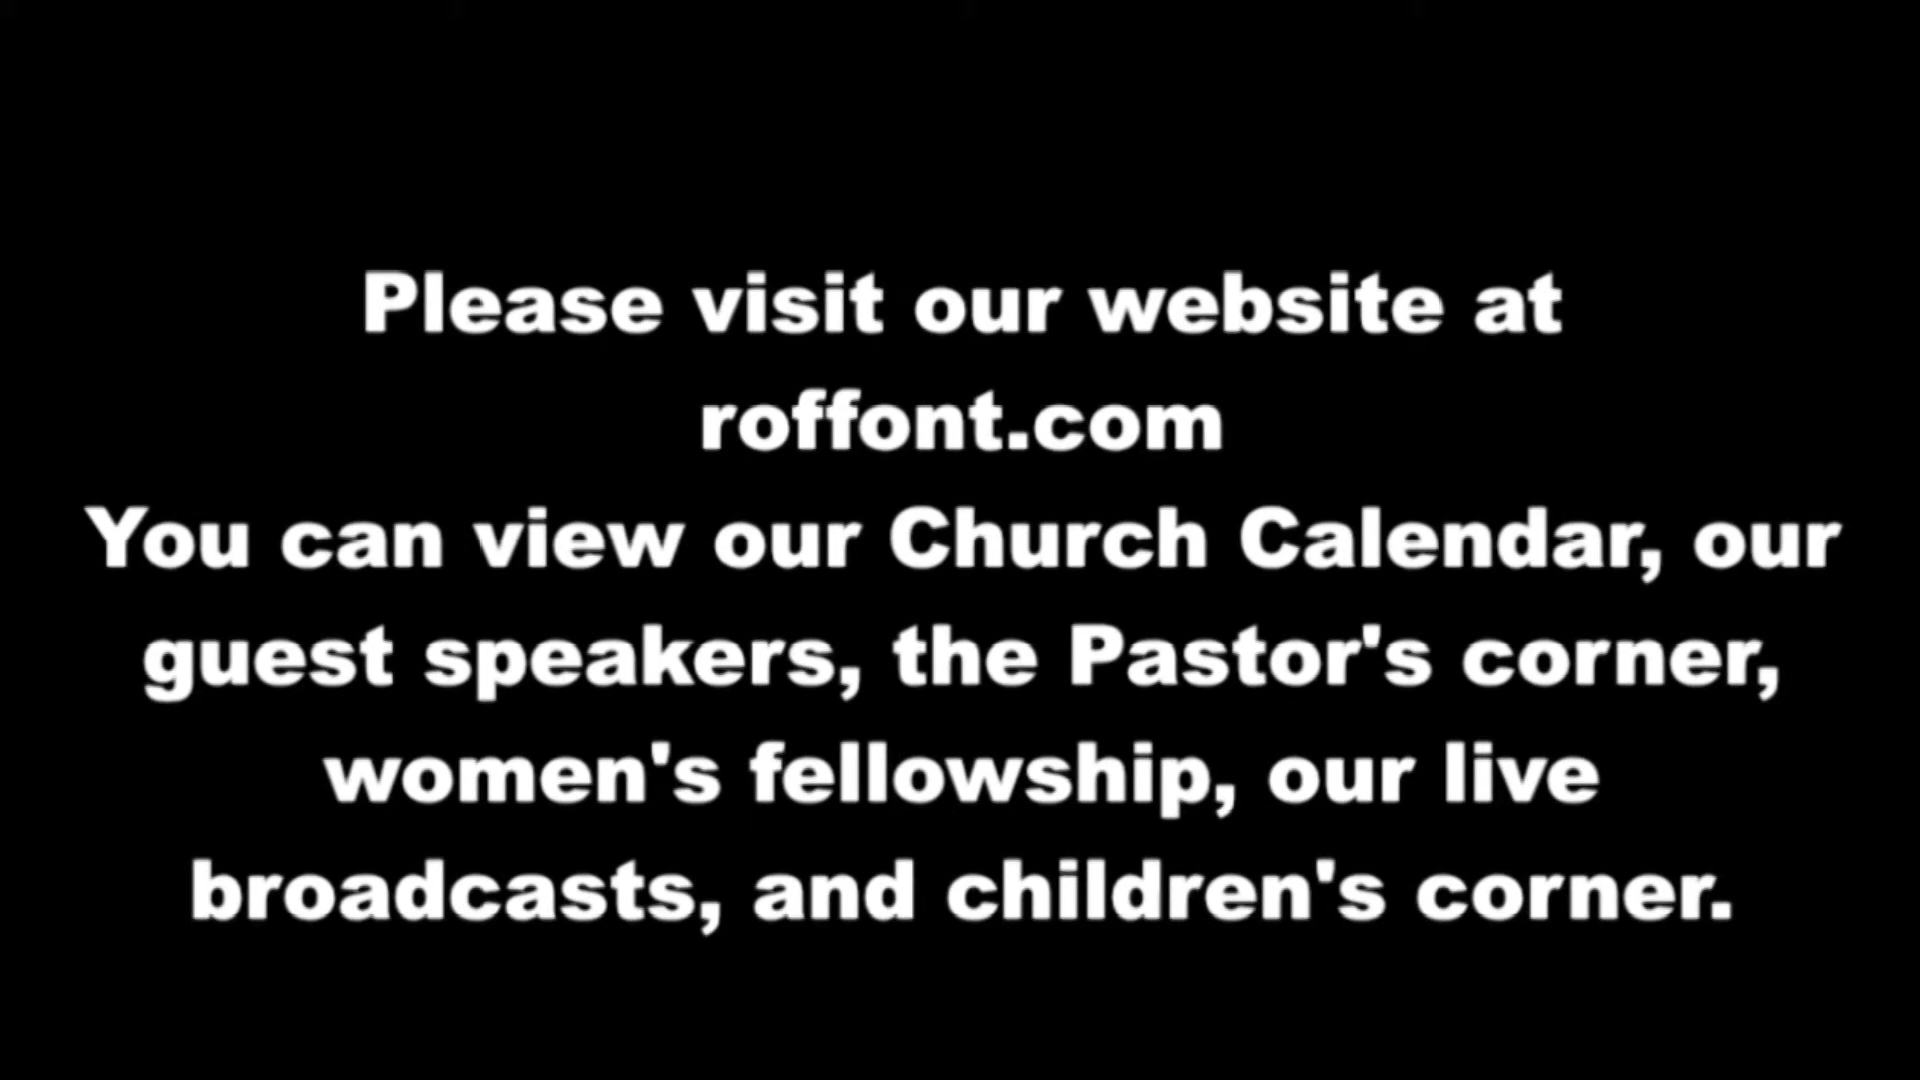 Please visit our website at
roffont.com
You can view our Church Calendar, our
guest speakers, the Pastor's corner,
women's fellowship, our live
broadcasts, and children's corner.